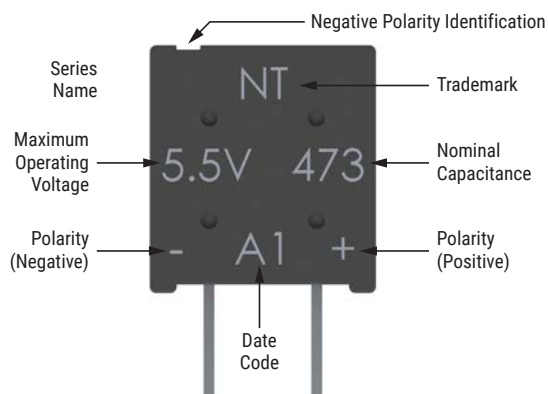 Negative Polarity Identification
Series
Name
NT
Trademark
Maximum
Operating
Voltage
5.5V 473
Nominal
Capacitance
Polarity
(Negative)
- A1 +
Polarity
(Positive)
Date
Code